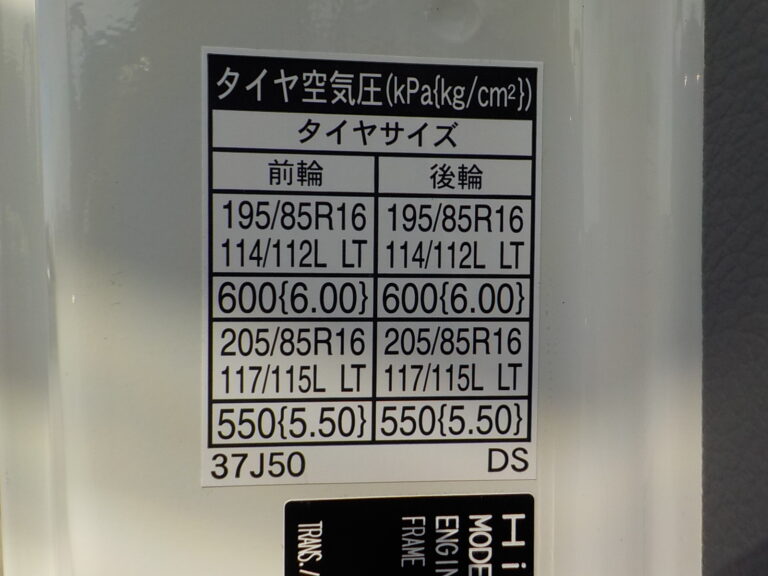 タイヤ空気圧(kPa{kg/cm²})
タイヤサイズ
前輪 後輪
195/85R16 195/85R16
114/112L LT 114/112L LT
600{6.00} 600{6.00}
205/85R16 205/85R16
117/115L LT 117/115L LT
550{5.50} 550{5.50}
37J50 DS
Hi
MODE
ENGIN
FRAME
TRANS./